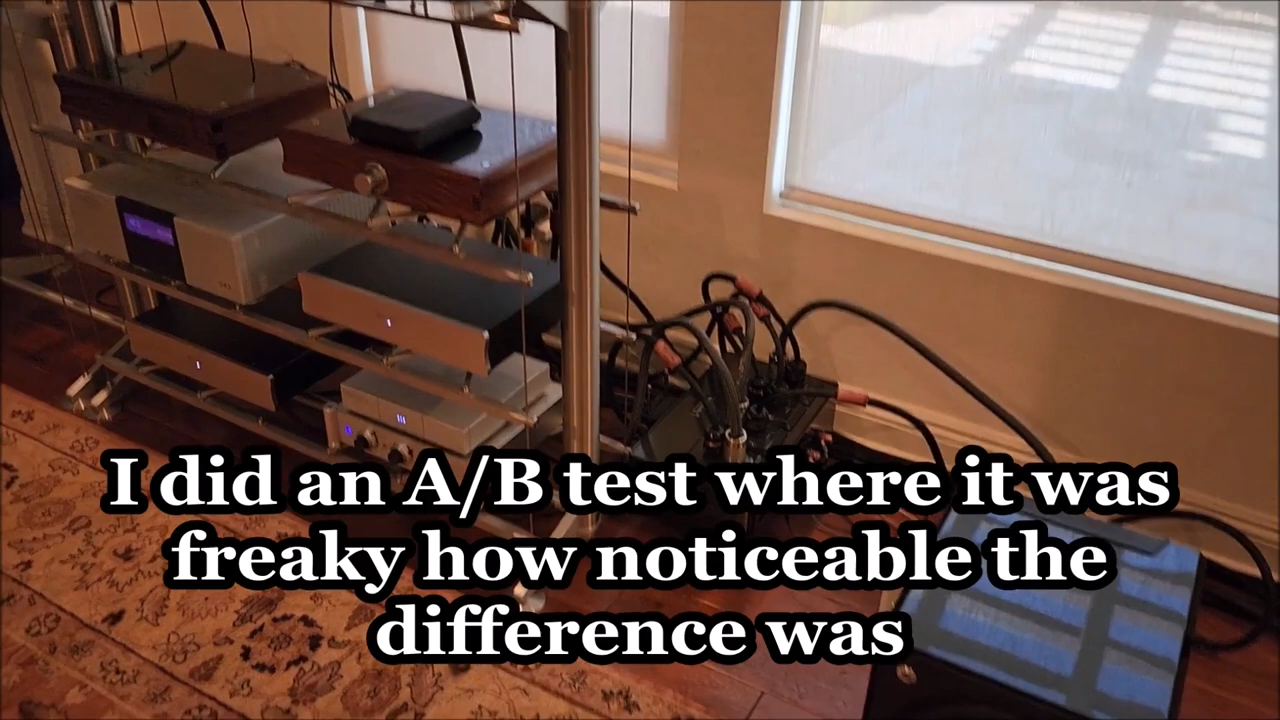 I did an A/B test where it was
freaky how noticeable the
difference was